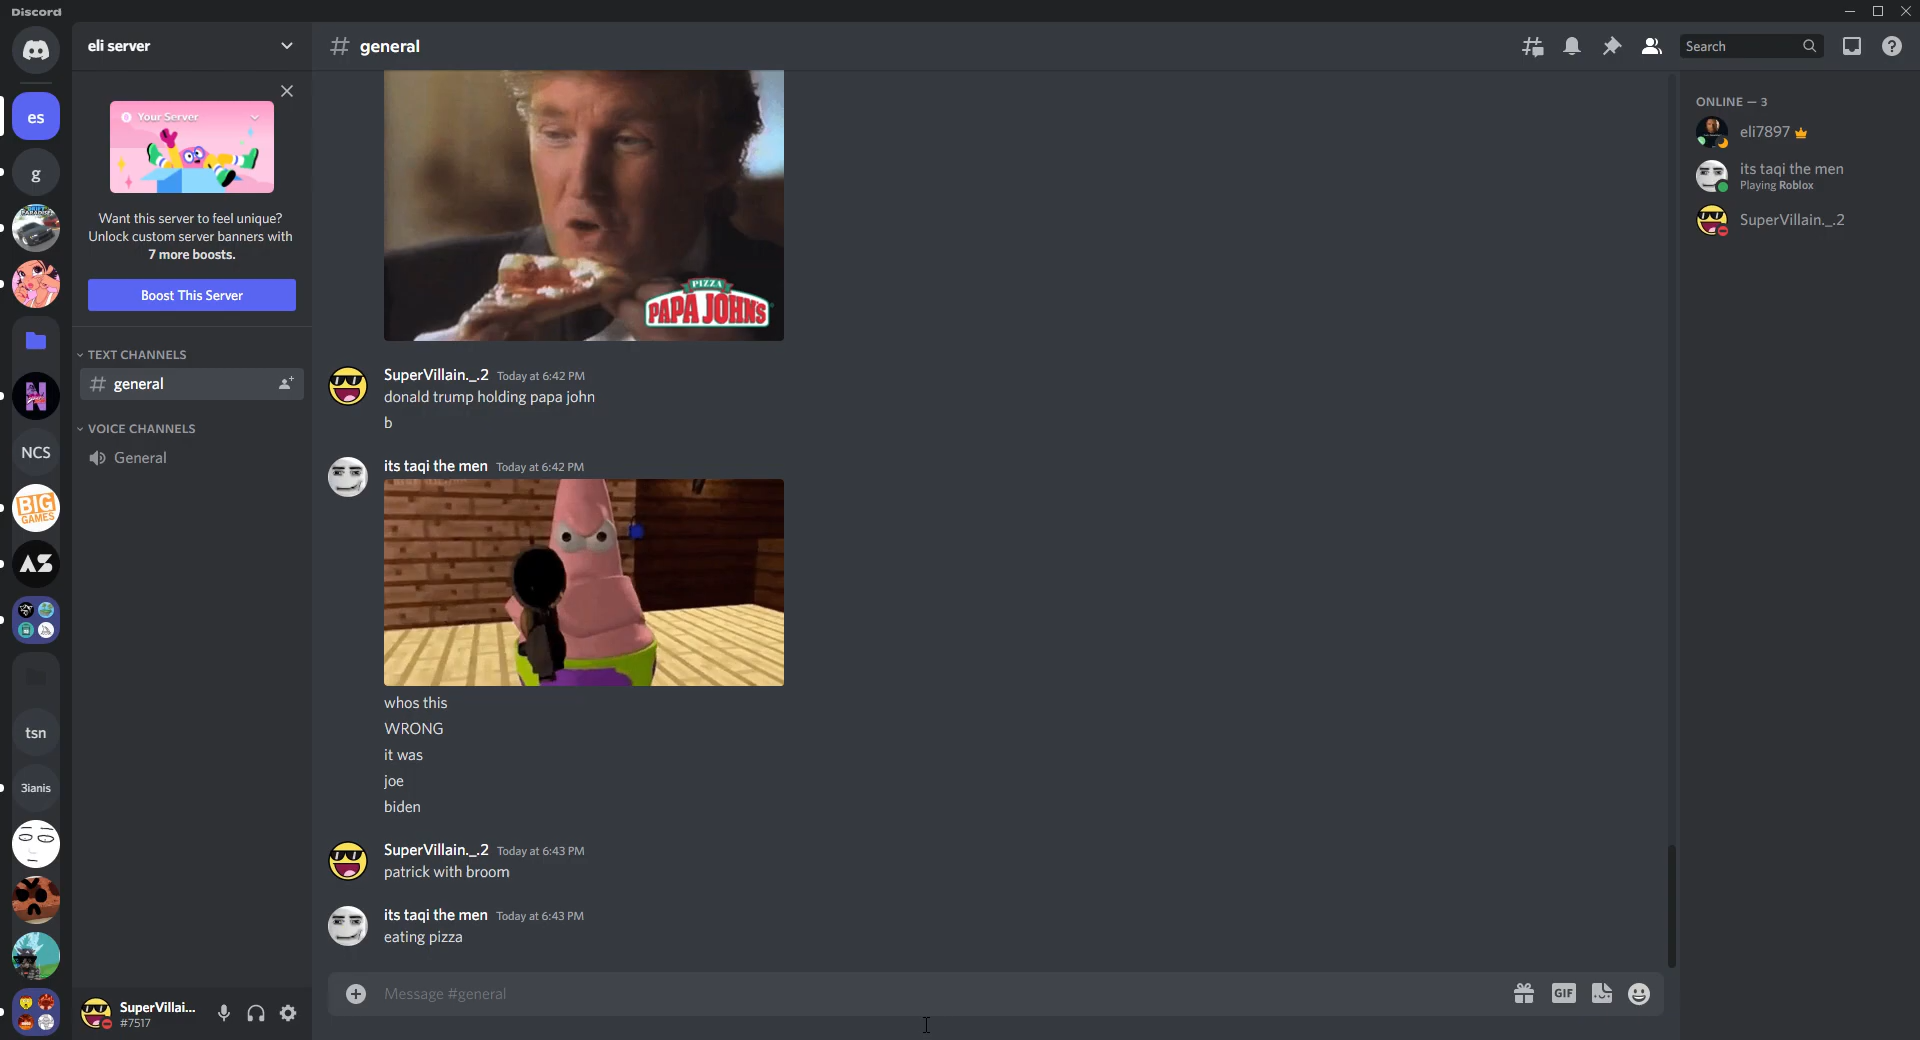 Discord
eli server
general
Search
Your Server
Want this server to feel unique?
Unlock custom server banners with
7 more boosts.
Boost This Server
TEXT CHANNELS
general
VOICE CHANNELS
General
es
g
N
NCS
BIG
GAMES
AS
tsn
3ianis
SuperVillai...
#7517
PIZZA
PAPA JOHN'S
SuperVillain._.2 Today at 6:42 PM
donald trump holding papa john
b
its taqi the men Today at 6:42 PM
whos this
WRONG
it was
joe
biden
SuperVillain._.2 Today at 6:43 PM
patrick with broom
its taqi the men Today at 6:43 PM
eating pizza
Message #general
GIF
ONLINE — 3
eli7897
its taqi the men
Playing Roblox
SuperVillain._.2